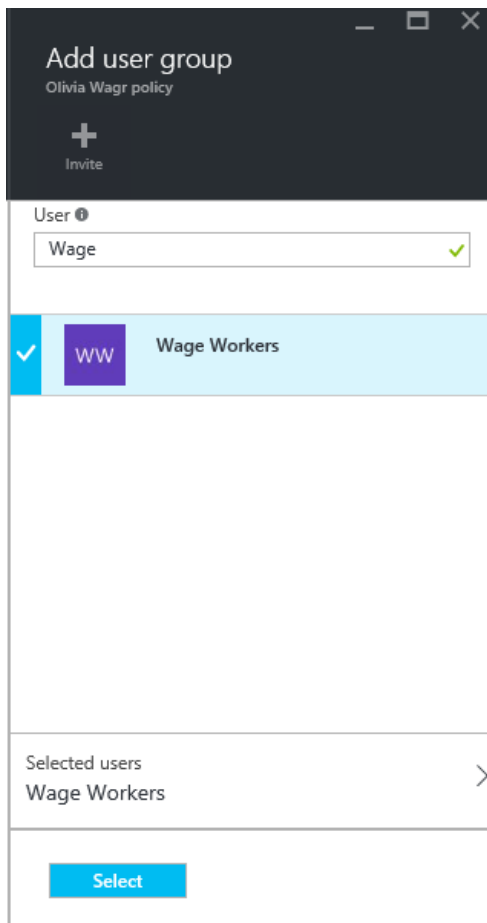 Add user group
Olivia Wagr policy
Invite
User
Wage
WW
Wage Workers
Selected users
Wage Workers
Select